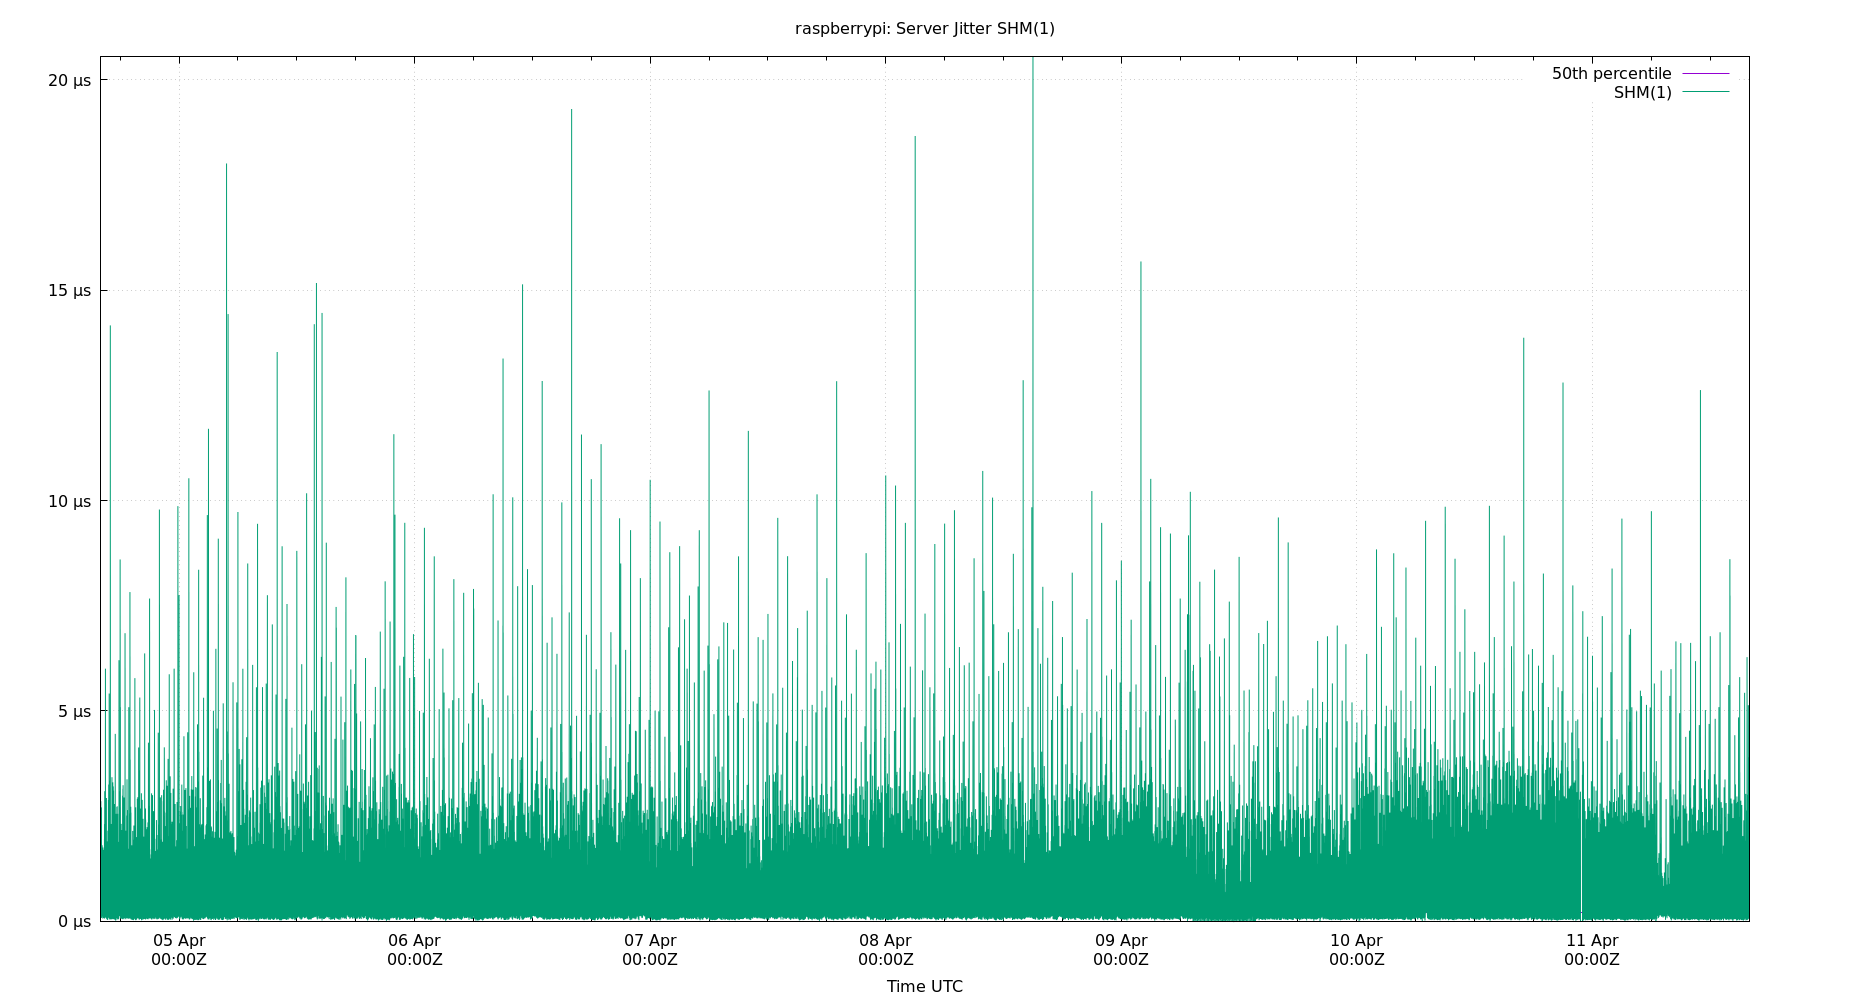 raspberrypi: Server Jitter SHM(1)
50th percentile
SHM(1)
20 µs
15 µs
10 µs
5 µs
0 µs
05 Apr
00:00Z
06 Apr
00:00Z
07 Apr
00:00Z
08 Apr
00:00Z
09 Apr
00:00Z
10 Apr
00:00Z
11 Apr
00:00Z
Time UTC